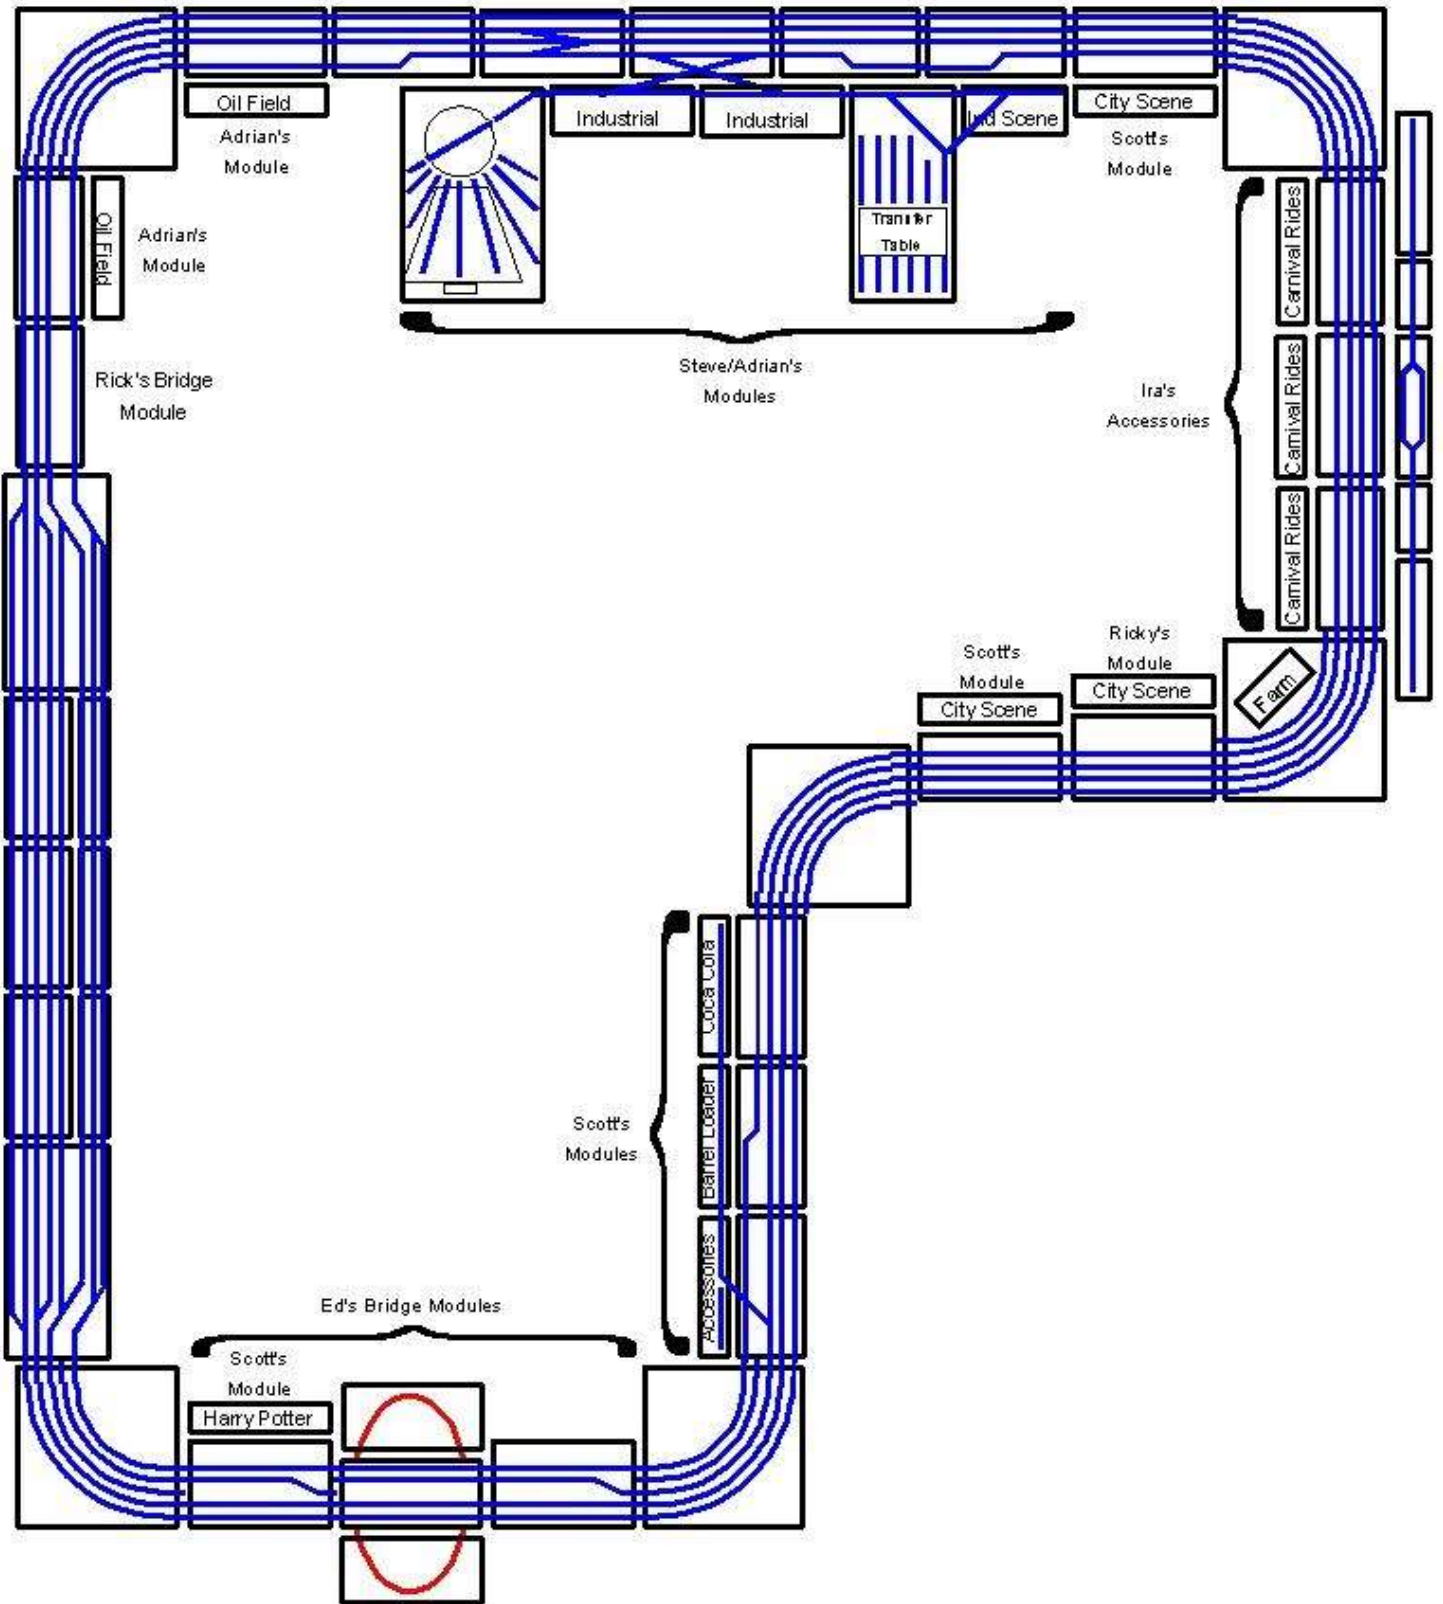 Oil Field
Adrian's
Module
Industrial
Industrial
Ind Scene
City Scene
Scott's
Module
Oil Field
Adrian's
Module
Transfer
Table
Carnival Rides
Carnival Rides
Carnival Rides
Rick's Bridge
Module
Steve/Adrian's
Modules
Ira's
Accessories
Scott's
Module
City Scene
Ricky's
Module
City Scene
Farm
Coca Cola
Barrel Loader
Accessories
Scott's
Modules
Ed's Bridge Modules
Scott's
Module
Harry Potter